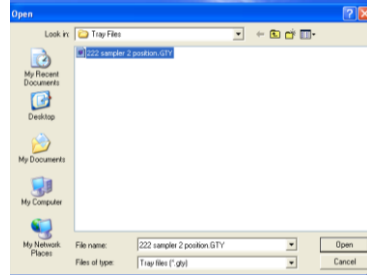 Open
Look in: Tray Files
222 sampler 2 position.GTY
My Recent
Documents
Desktop
My Documents
My Computer
My Network
Places
File name: 222 sampler 2 position.GTY Open
Files of type: Tray files (*.gty) Cancel